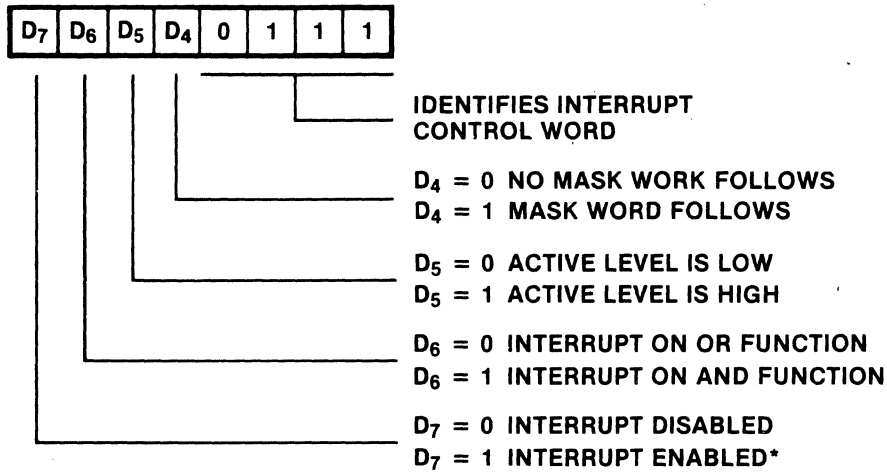 D7 D6 D5 D4 0 1 1 1
IDENTIFIES INTERRUPT
CONTROL WORD
D4 = 0 NO MASK WORK FOLLOWS
D4 = 1 MASK WORD FOLLOWS
D5 = 0 ACTIVE LEVEL IS LOW
D5 = 1 ACTIVE LEVEL IS HIGH
D6 = 0 INTERRUPT ON OR FUNCTION
D6 = 1 INTERRUPT ON AND FUNCTION
D7 = 0 INTERRUPT DISABLED
D7 = 1 INTERRUPT ENABLED*